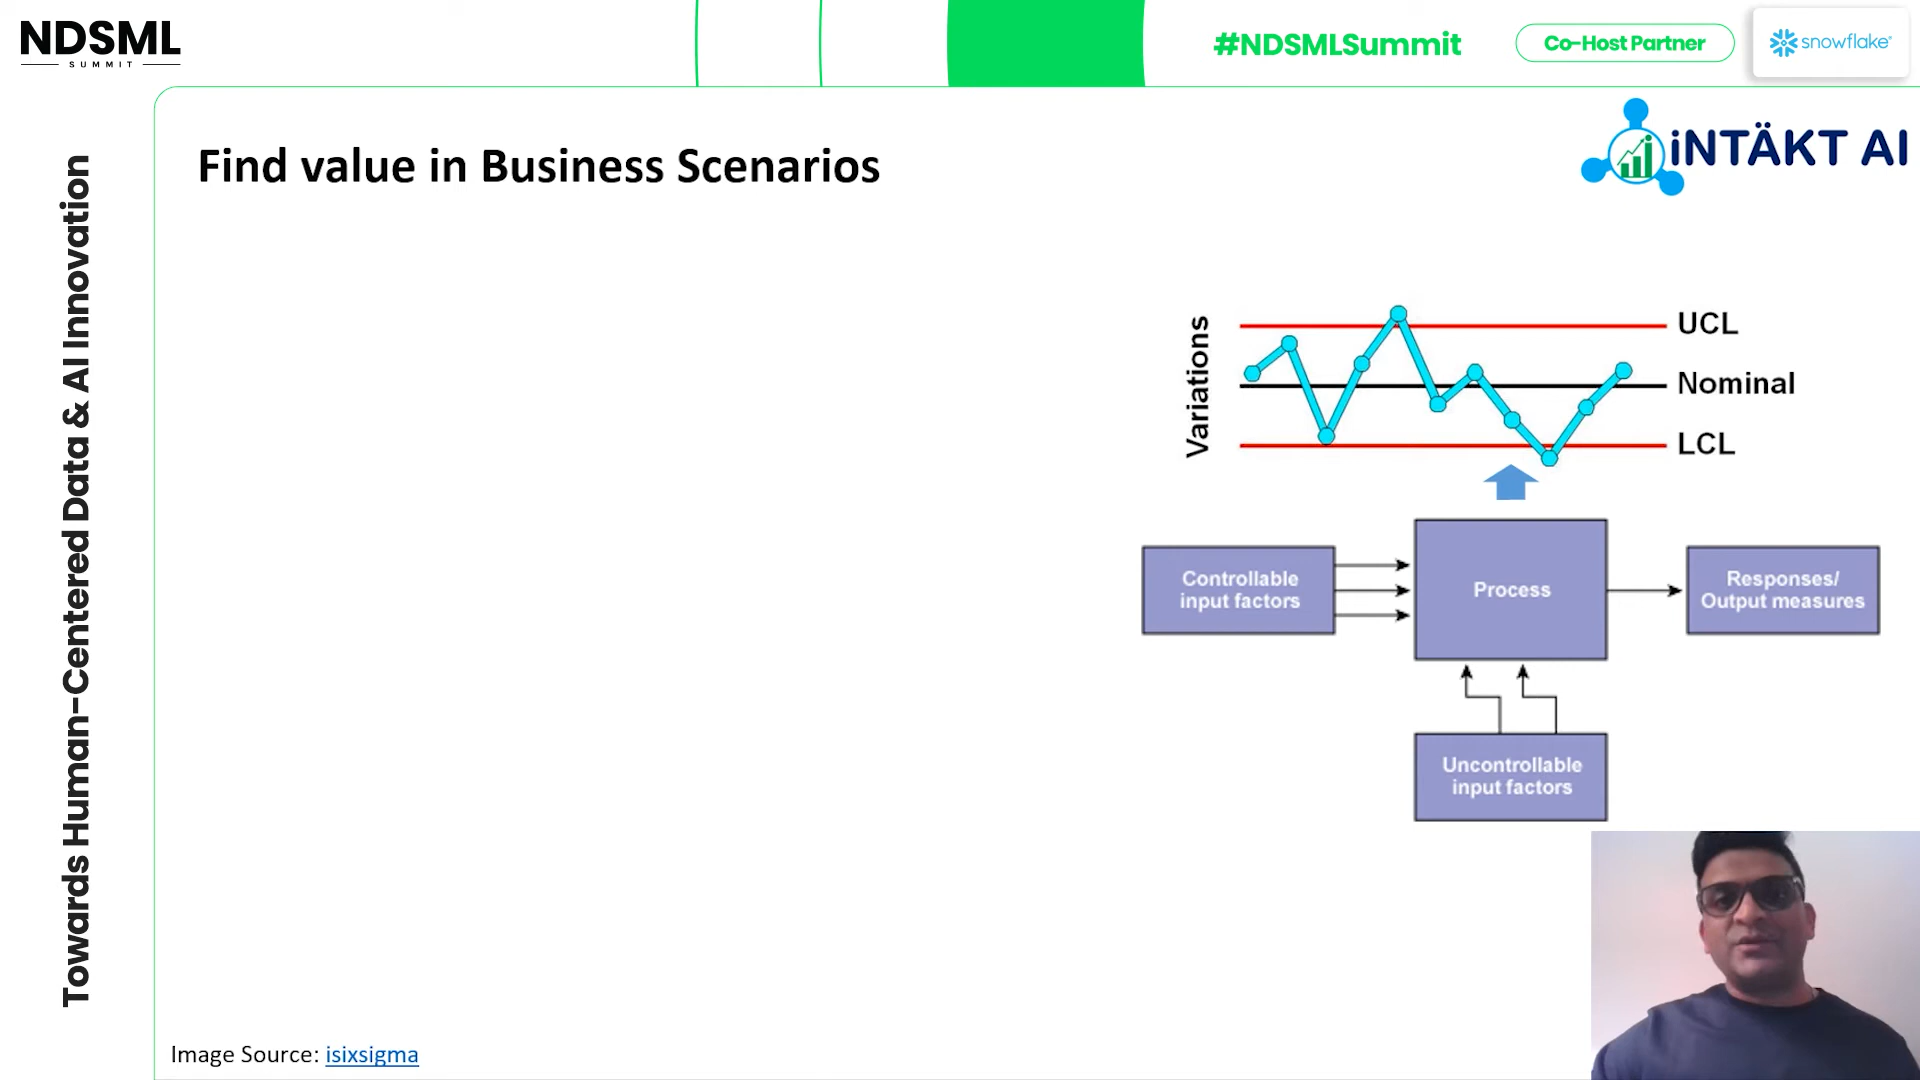 NDSML
SUMMIT
#NDSMLSummit
Co-Host Partner
snowflake
Towards Human-Centered Data & AI Innovation
Find value in Business Scenarios
iNTÄKT AI
Variations
UCL
Nominal
LCL
Controllable
input factors
Process
Responses/
Output measures
Uncontrollable
input factors
Image Source: isixsigma